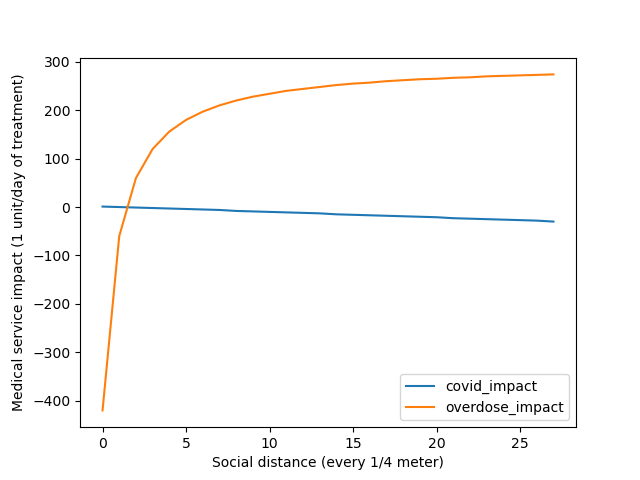 300
200
100
0
−100
−200
−300
−400
Medical service impact (1 unit/day of treatment)
covid_impact
overdose_impact
0 5 10 15 20 25
Social distance (every 1/4 meter)